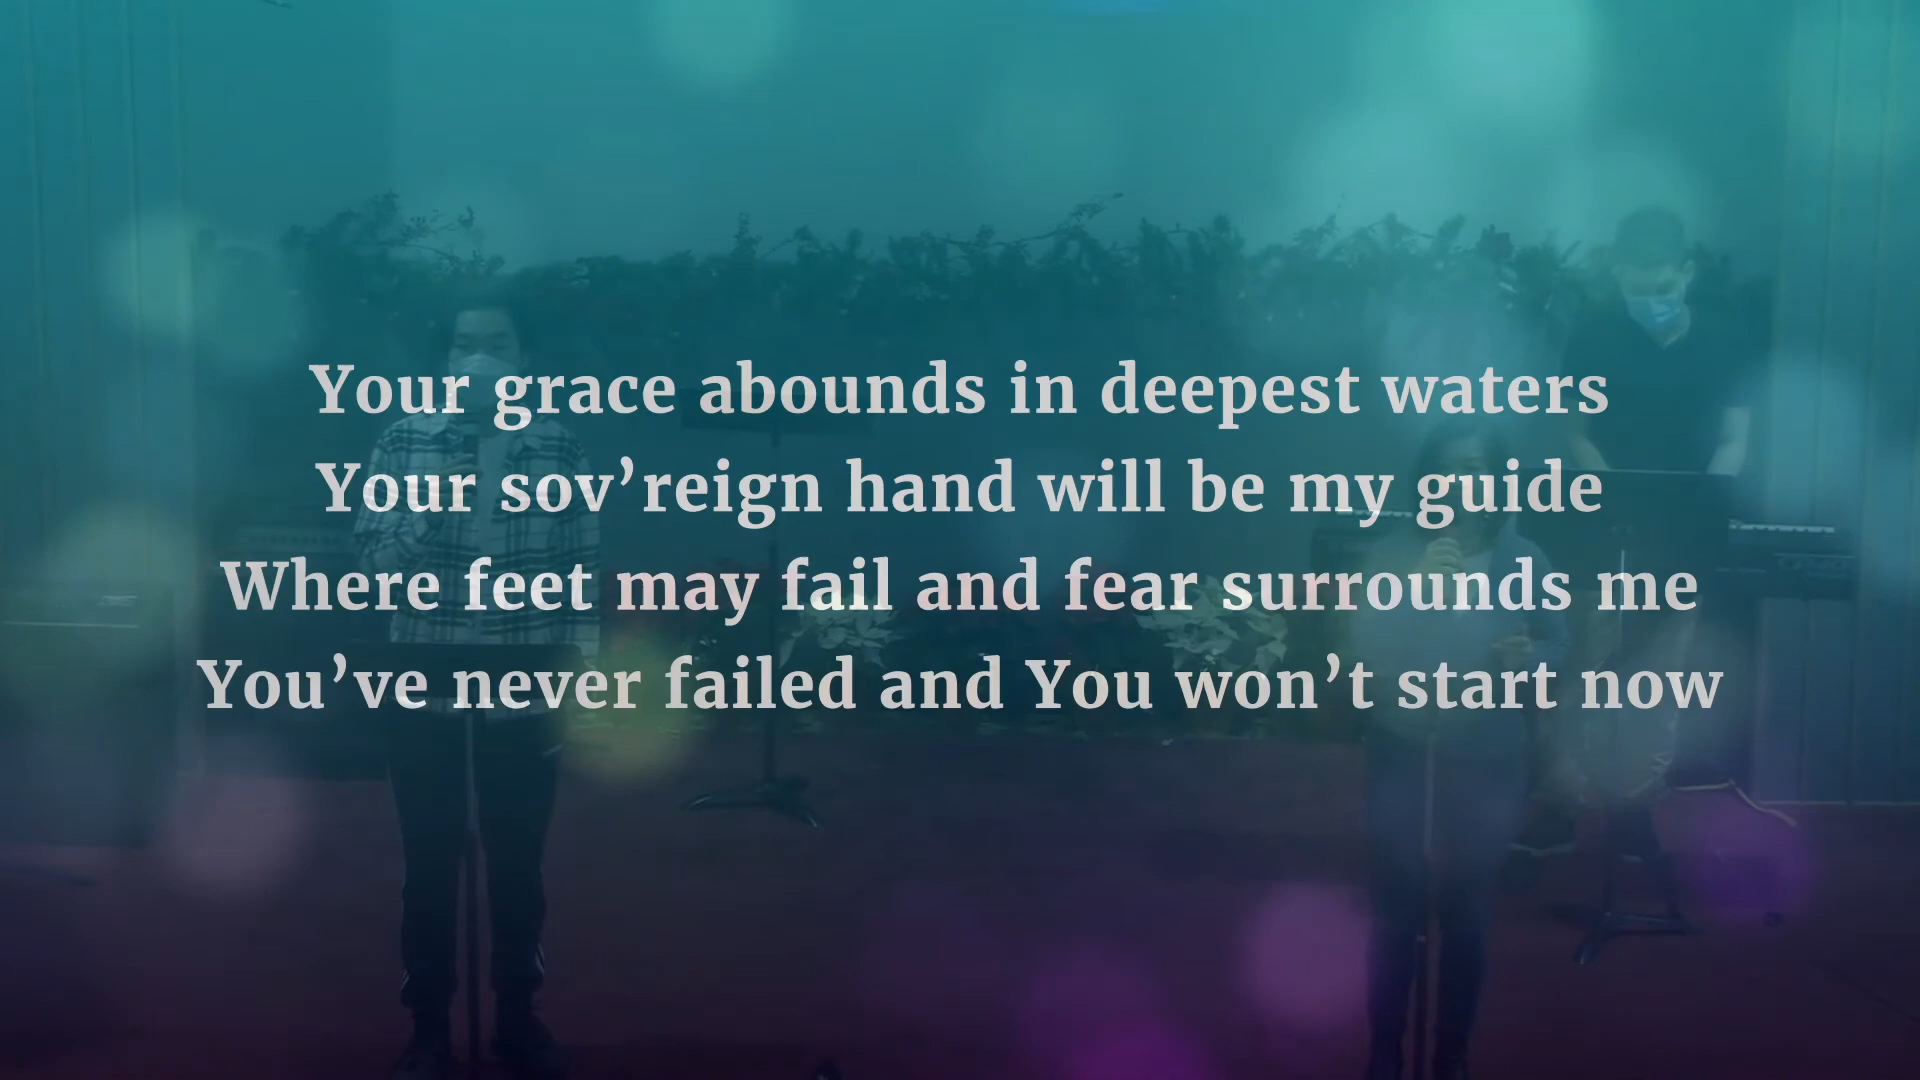 Your grace abounds in deepest waters
Your sov’reign hand will be my guide
Where feet may fail and fear surrounds me
You’ve never failed and You won’t start now